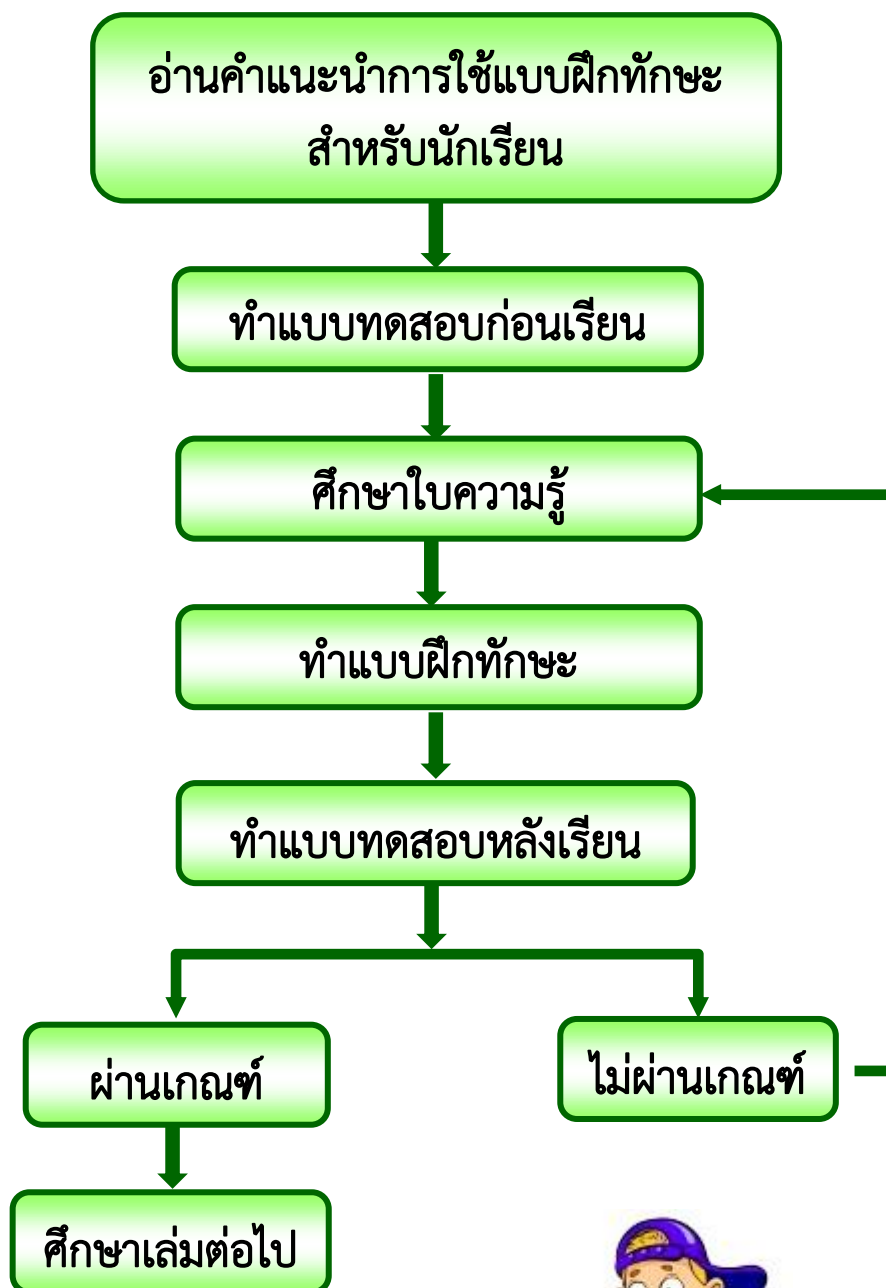 อ่านคำแนะนำการใช้แบบฝึกทักษะ
สำหรับนักเรียน
ทำแบบทดสอบก่อนเรียน
ศึกษาใบความรู้
ทำแบบฝึกทักษะ
ทำแบบทดสอบหลังเรียน
ผ่านเกณฑ์
ไม่ผ่านเกณฑ์
ศึกษาเล่มต่อไป